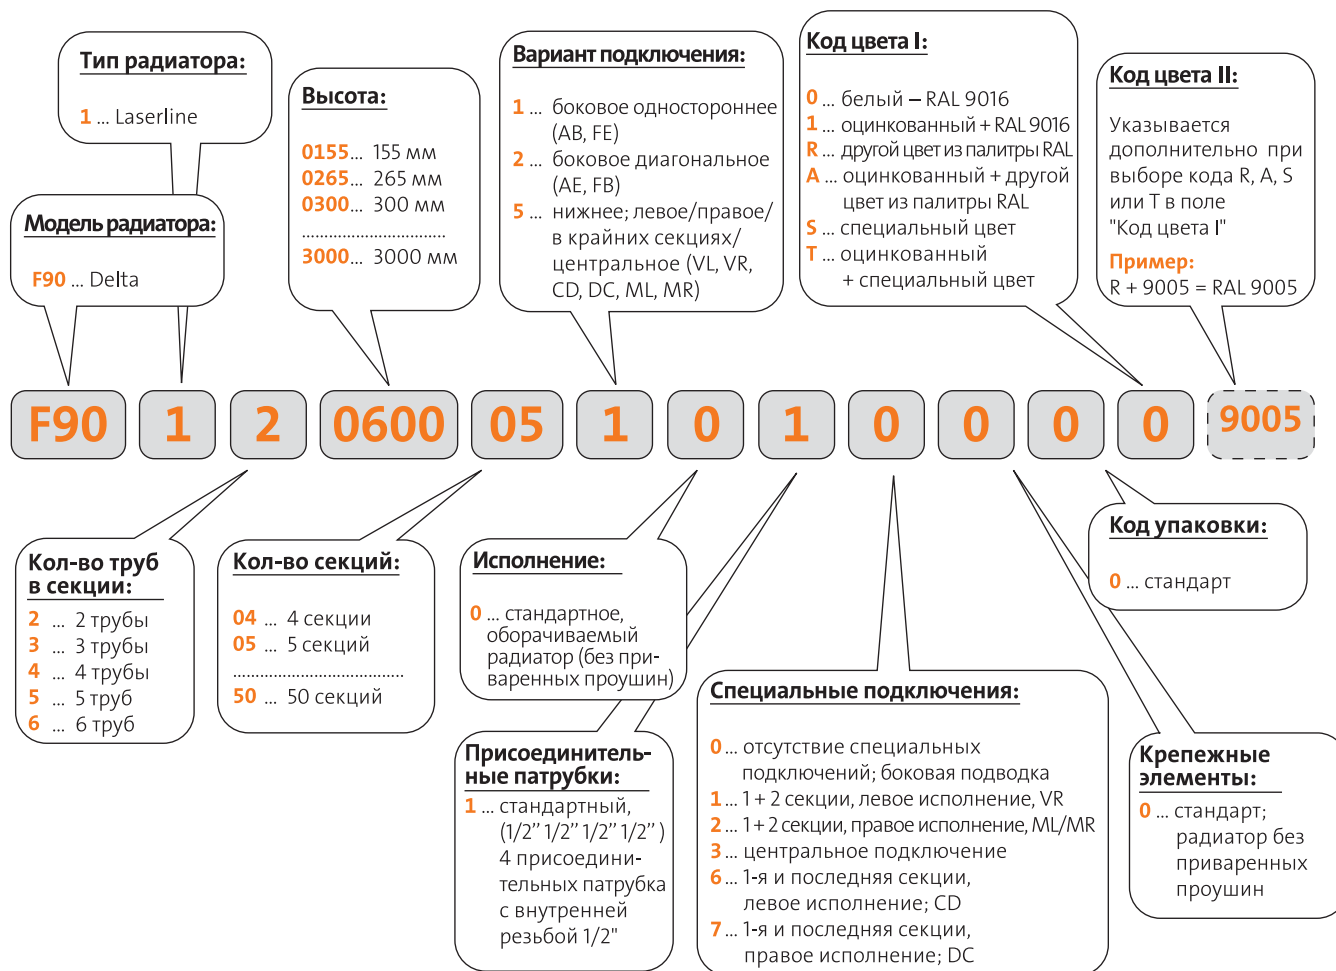 Тип радиатора:
1 ... Laserline
Модель радиатора:
F90 ... Delta
Высота:
0155... 155 мм
0265... 265 мм
0300... 300 мм
................................
3000... 3000 мм
Вариант подключения:
1 ... боковое одностороннее
(AB, FE)
2 ... боковое диагональное
(AE, FB)
5 ... нижнее; левое/правое/
в крайних секциях/
центральное (VL, VR,
CD, DC, ML, MR)
Код цвета I:
0 ... белый – RAL 9016
1 ... оцинкованный + RAL 9016
R ... другой цвет из палитры RAL
A ... оцинкованный + другой
цвет из палитры RAL
S ... специальный цвет
T ... оцинкованный
+ специальный цвет
Код цвета II:
Указывается
дополнительно при
выборе кода R, A, S
или T в поле
"Код цвета I"
Пример:
R + 9005 = RAL 9005
F90 1 2 0600 05 1 0 1 0 0 0 0 9005
Кол-во труб
в секции:
2 ... 2 трубы
3 ... 3 трубы
4 ... 4 трубы
5 ... 5 труб
6 ... 6 труб
Кол-во секций:
04 ... 4 секции
05 ... 5 секций
......................................
50 ... 50 секций
Исполнение:
0 ... стандартное,
оборачиваемый
радиатор (без при-
варенных проушин)
Присоединитель-
ные патрубки:
1 ... стандартный,
(1/2’’ 1/2’’ 1/2’’ 1/2’’ )
4 присоедини-
тельных патрубка
с внутренней
резьбой 1/2"
Специальные подключения:
0 ... отсутствие специальных
подключений; боковая подводка
1 ... 1 + 2 секции, левое исполнение, VR
2 ... 1 + 2 секции, правое исполнение, ML/MR
3 ... центральное подключение
6 ... 1-я и последняя секции,
левое исполнение; CD
7 ... 1-я и последняя секции,
правое исполнение; DC
Код упаковки:
0 ... стандарт
Крепежные
элементы:
0 ... стандарт;
радиатор без
приваренных
проушин